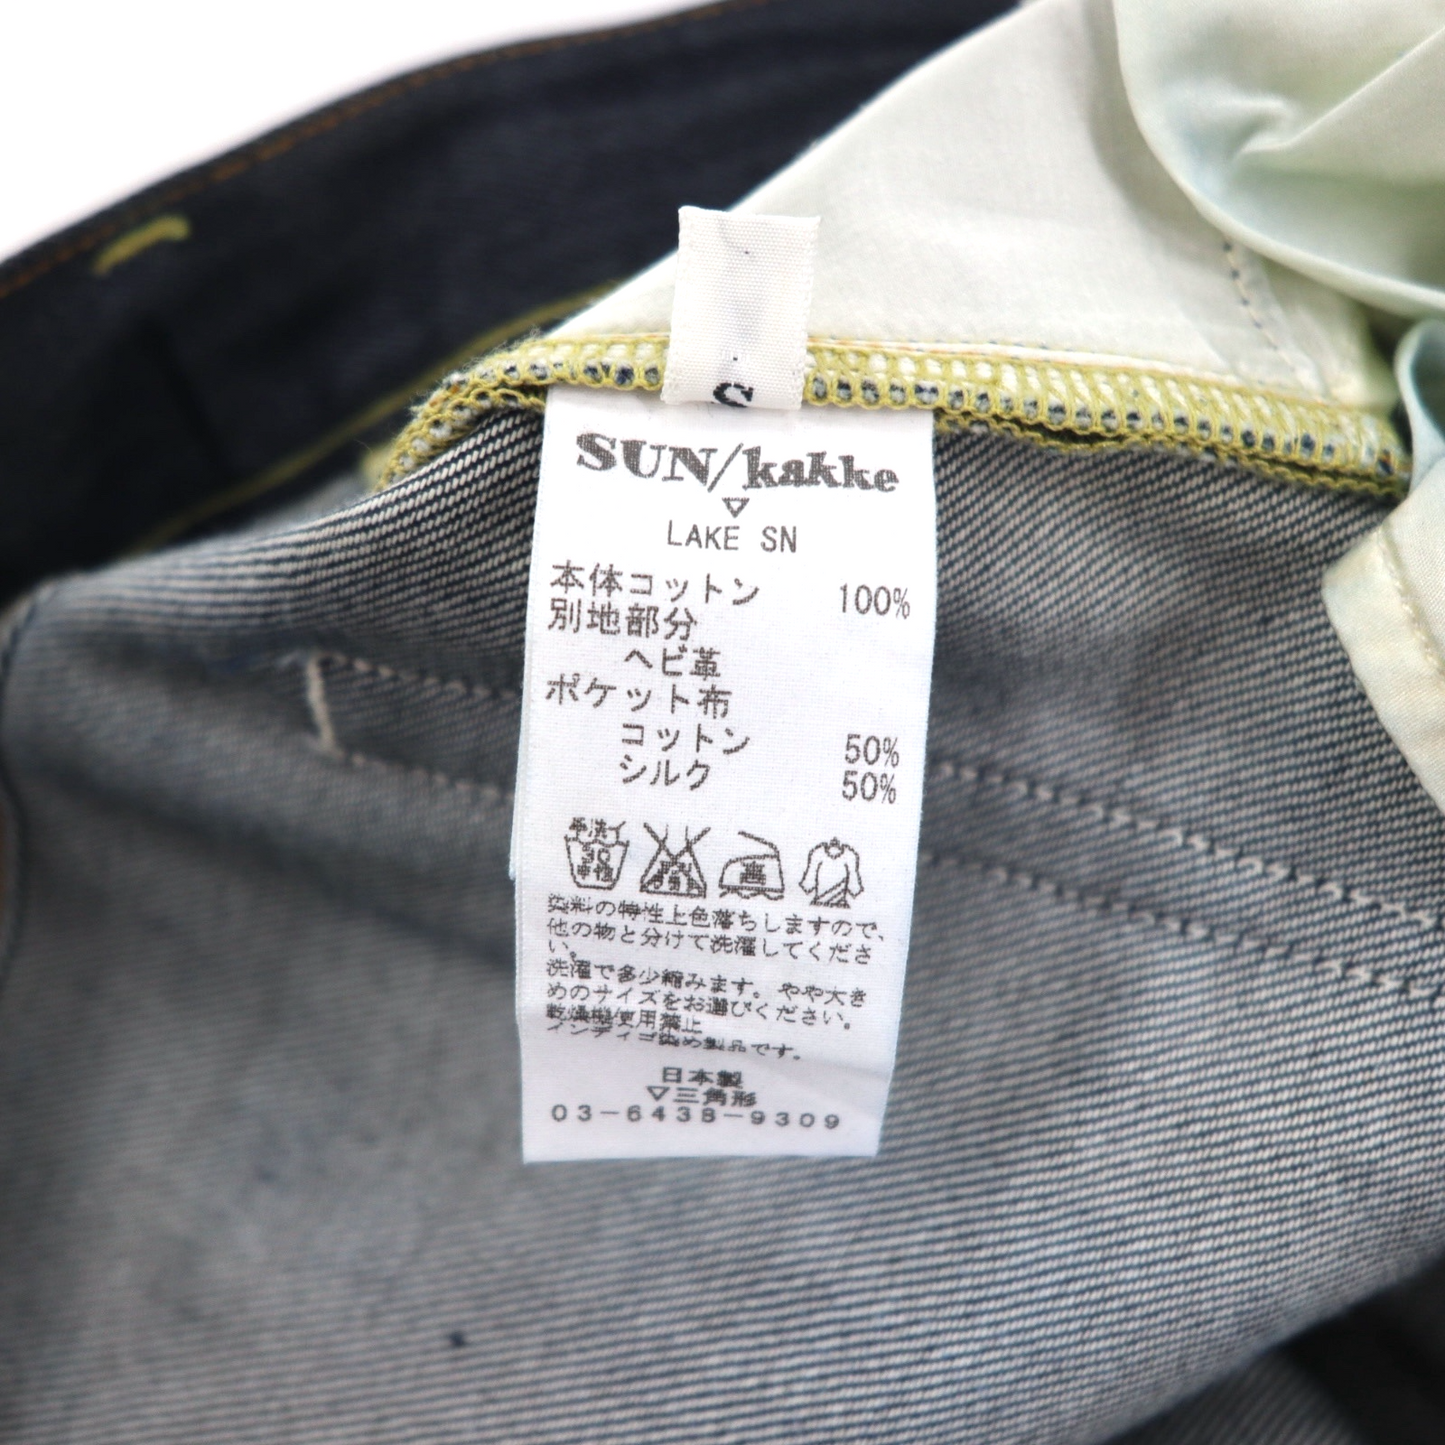 S
SUN/kakke
▽
LAKE SN
本体コットン 100%
別地部分
ヘビ革
ポケット布
コットン 50%
シルク 50%
手洗イ
30
中性
染料の特性上色落ちしますので、
他の物と分けて洗濯してくださ
い。
洗濯で多少縮みます。やや大き
めのサイズをお選びください。
乾燥機使用禁止
インディゴ染め製品です。
日本製
▽三角形
03-6438-9309